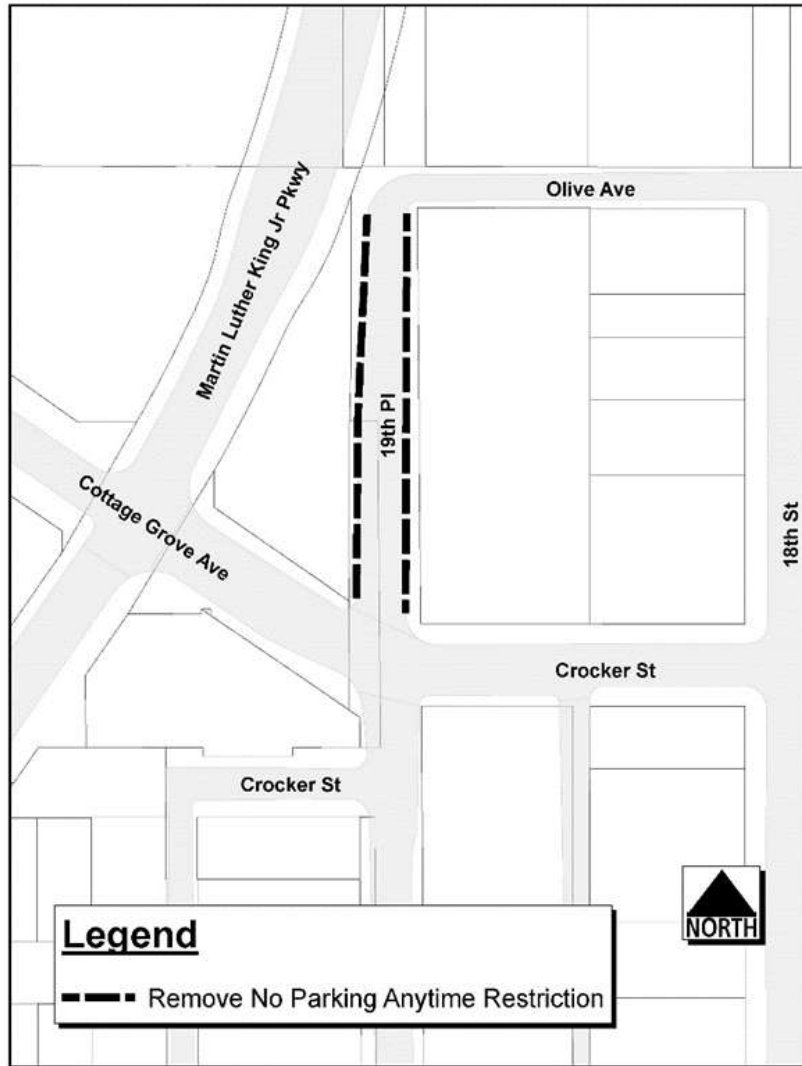 Olive Ave
Martin Luther King Jr Pkwy
19th Pl
Cottage Grove Ave
18th St
Crocker St
Crocker St
NORTH
Legend
Remove No Parking Anytime Restriction